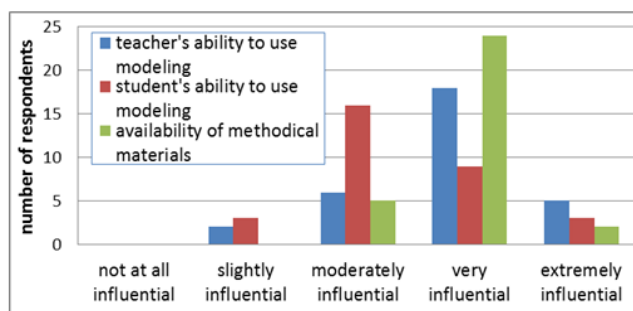 number of respondents
25
20
15
10
5
0
teacher's ability to use
modeling
student's ability to use
modeling
availability of methodical
materials
not at all
influential
slightly
influential
moderately
influential
very
influential
extremely
influential